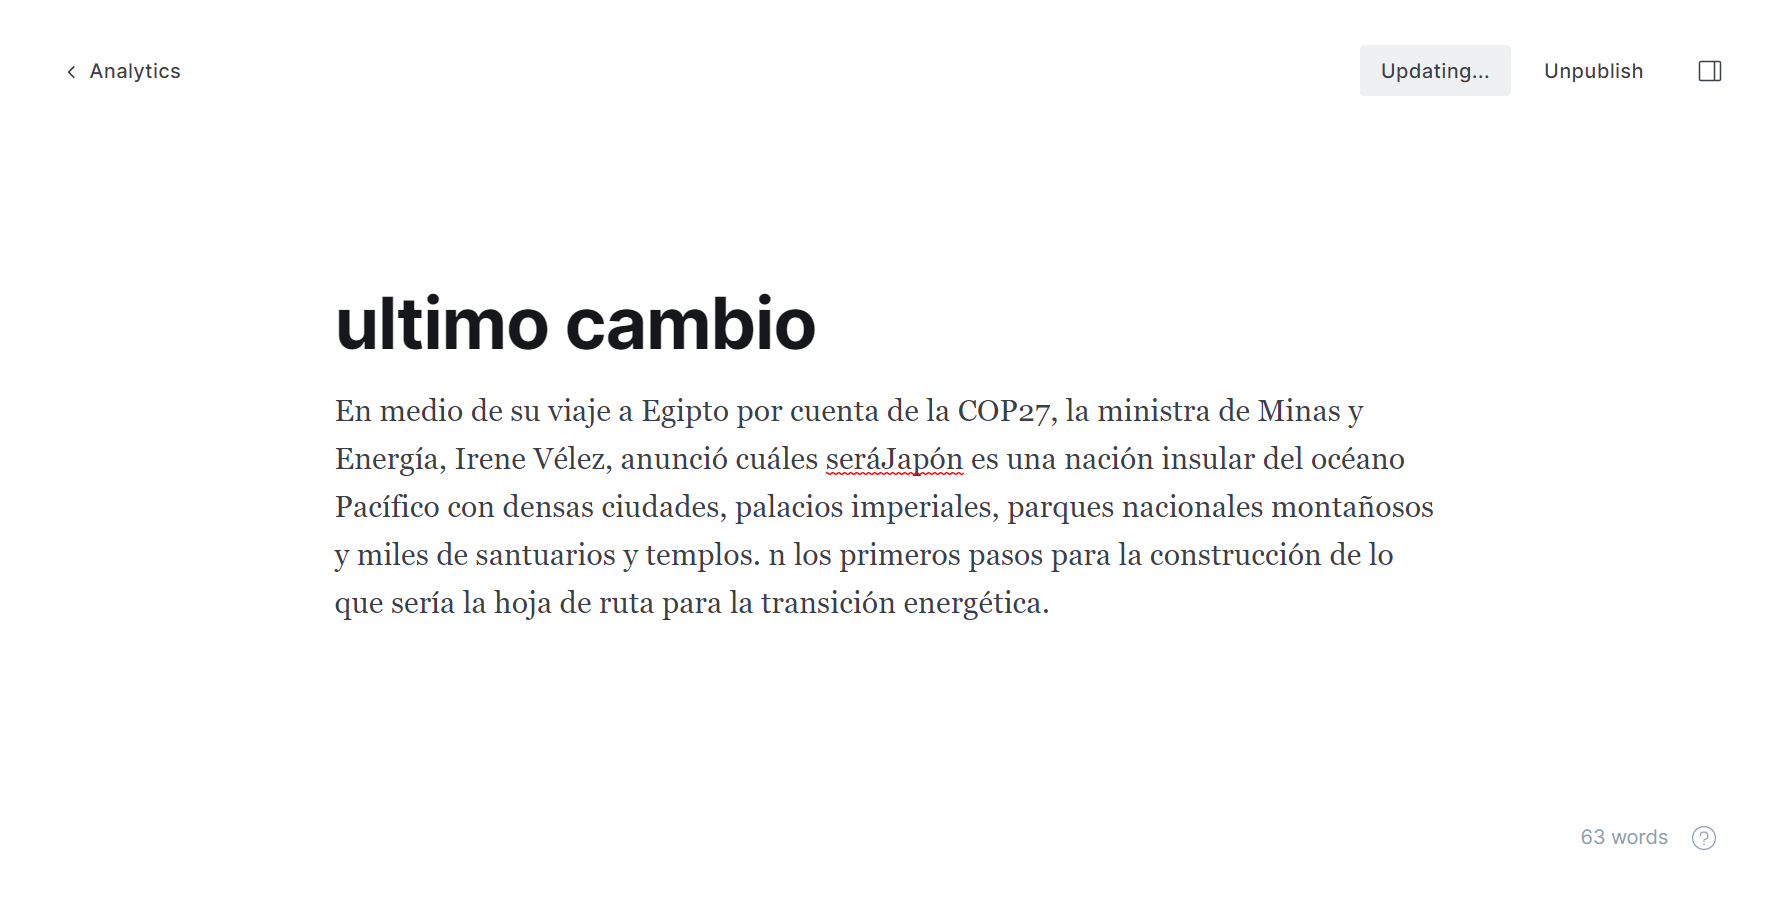 Analytics
Updating...
Unpublish
ultimo cambio
En medio de su viaje a Egipto por cuenta de la COP27, la ministra de Minas y
Energía, Irene Vélez, anunció cuáles seráJapón es una nación insular del océano
Pacífico con densas ciudades, palacios imperiales, parques nacionales montañosos
y miles de santuarios y templos. n los primeros pasos para la construcción de lo
que sería la hoja de ruta para la transición energética.
63 words
?